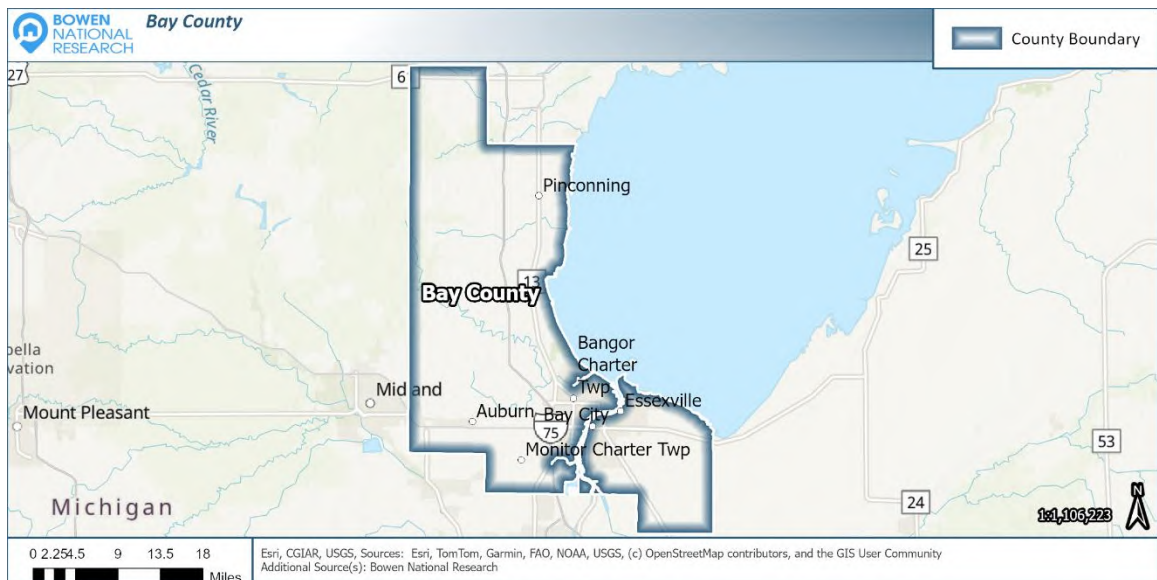 BOWEN
NATIONAL
RESEARCH
Bay County
County Boundary
27
Cedar River
6
Pinconning
25
13
Bay County
Bangor
Charter
Twp
Essexville
Midland
Mount Pleasant
Auburn
Bay City
75
Monitor Charter Twp
53
24
Michigan
N
1:1,106,223
0 2.254.5 9 13.5 18
Miles
Esri, CGIAR, USGS, Sources: Esri, TomTom, Garmin, FAO, NOAA, USGS, (c) OpenStreetMap contributors, and the GIS User Community
Additional Source(s): Bowen National Research